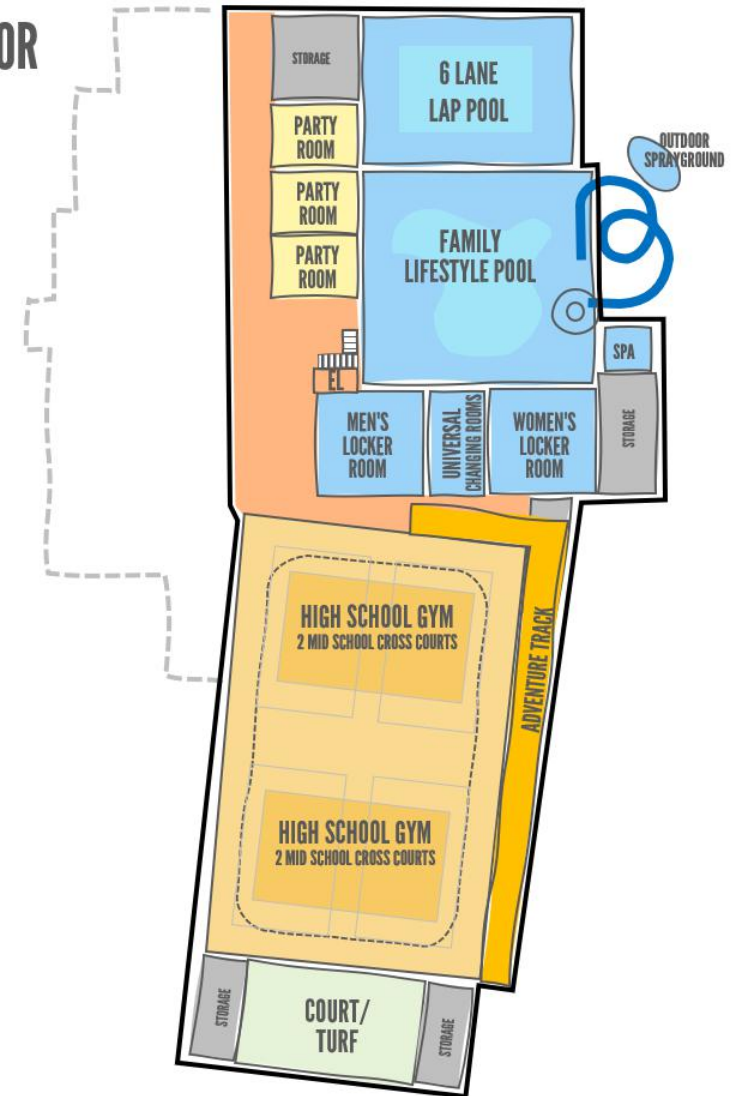 OR
STORAGE
6 LANE
LAP POOL
PARTY
ROOM
OUTDOOR
SPRAYGROUND
PARTY
ROOM
FAMILY
LIFESTYLE POOL
PARTY
ROOM
SPA
EL
MEN'S
LOCKER
ROOM
UNIVERSAL
CHANGING ROOMS
WOMEN'S
LOCKER
ROOM
STORAGE
HIGH SCHOOL GYM
2 MID SCHOOL CROSS COURTS
ADVENTURE TRACK
HIGH SCHOOL GYM
2 MID SCHOOL CROSS COURTS
STORAGE
COURT/
TURF
STORAGE